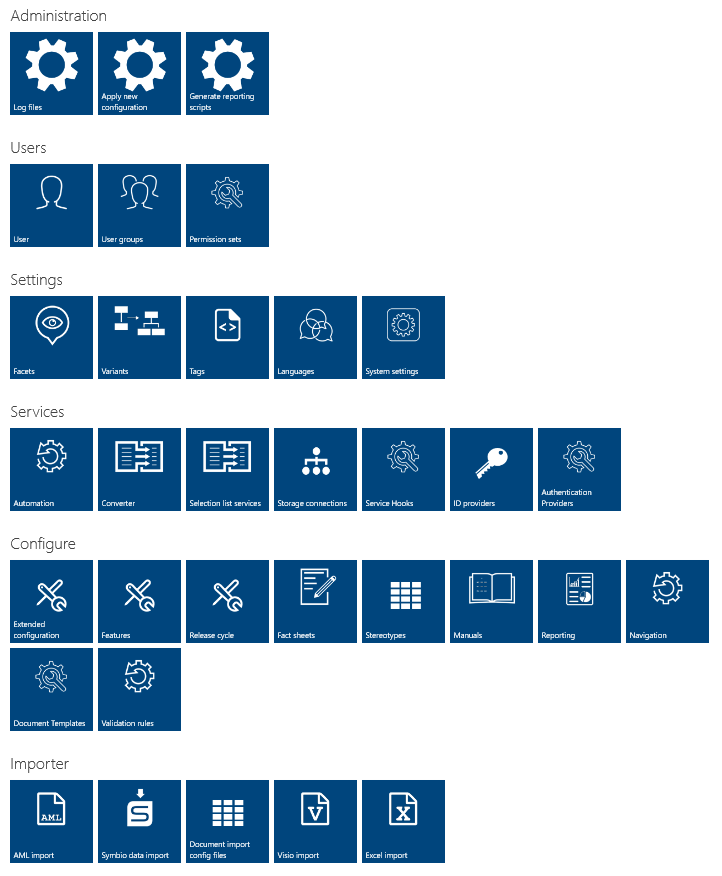 Administration
Log files
Apply new
configuration
Generate reporting
scripts
Users
User
User groups
Permission sets
Settings
Facets
Variants
Tags
Languages
System settings
Services
Automation
Converter
Selection list services
Storage connections
Service Hooks
ID providers
Authentication
Providers
Configure
Extended
configuration
Features
Release cycle
Fact sheets
Stereotypes
Manuals
Reporting
Navigation
Document Templates
Validation rules
Importer
AML
AML import
S
Symbio data import
Document import
config files
V
Visio import
X
Excel import